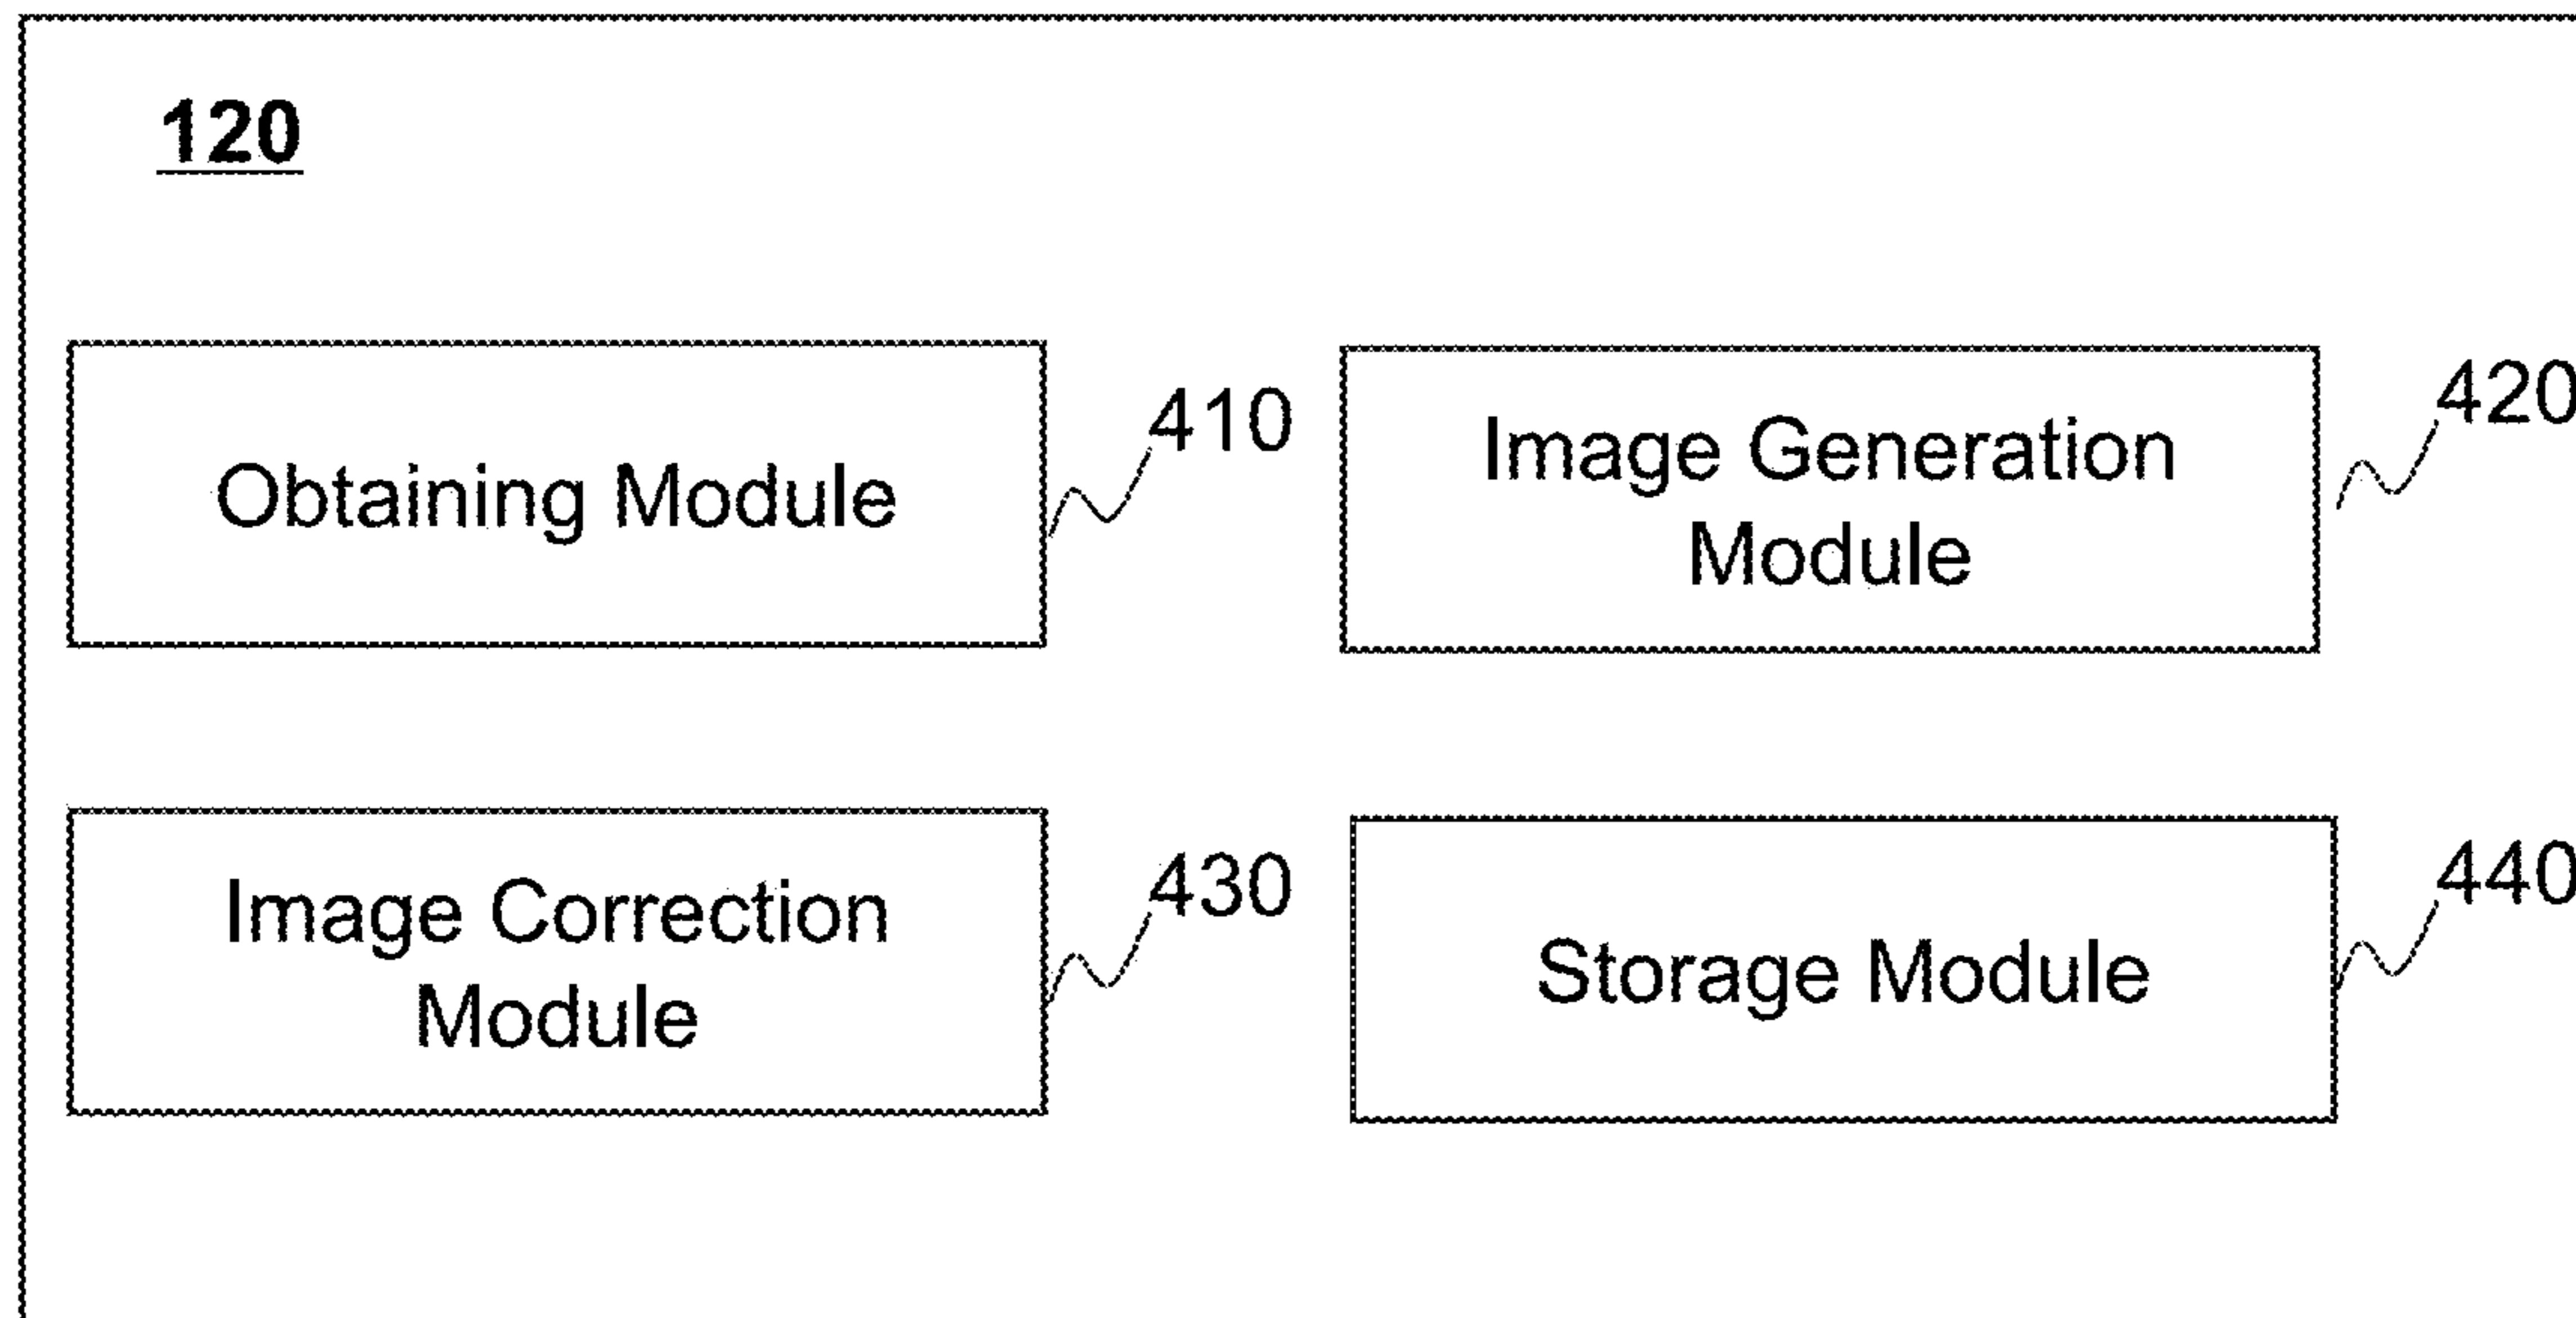 120
Obtaining Module
410
Image Generation
Module
420
Image Correction
Module
430
Storage Module
440